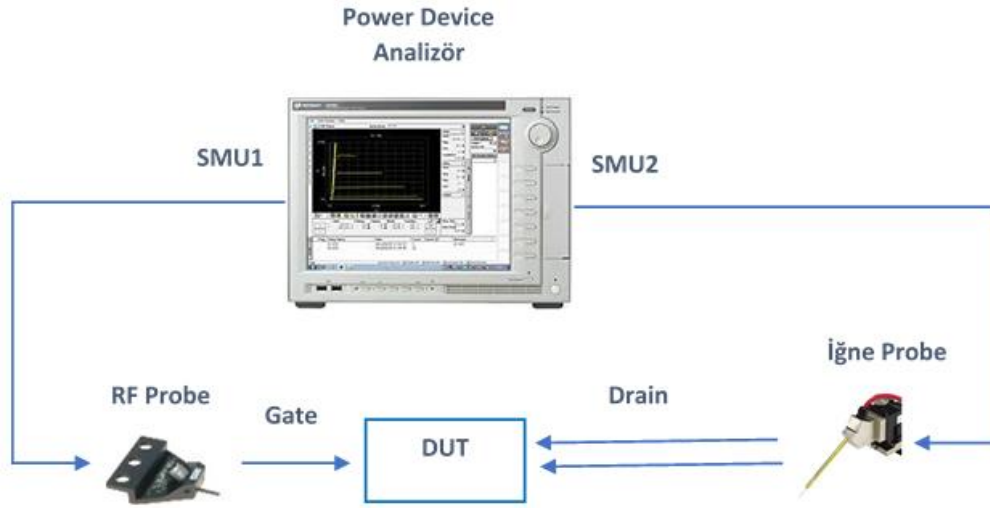 Power Device
Analizör
SMU1
SMU2
İğne Probe
RF Probe
Gate
Drain
DUT